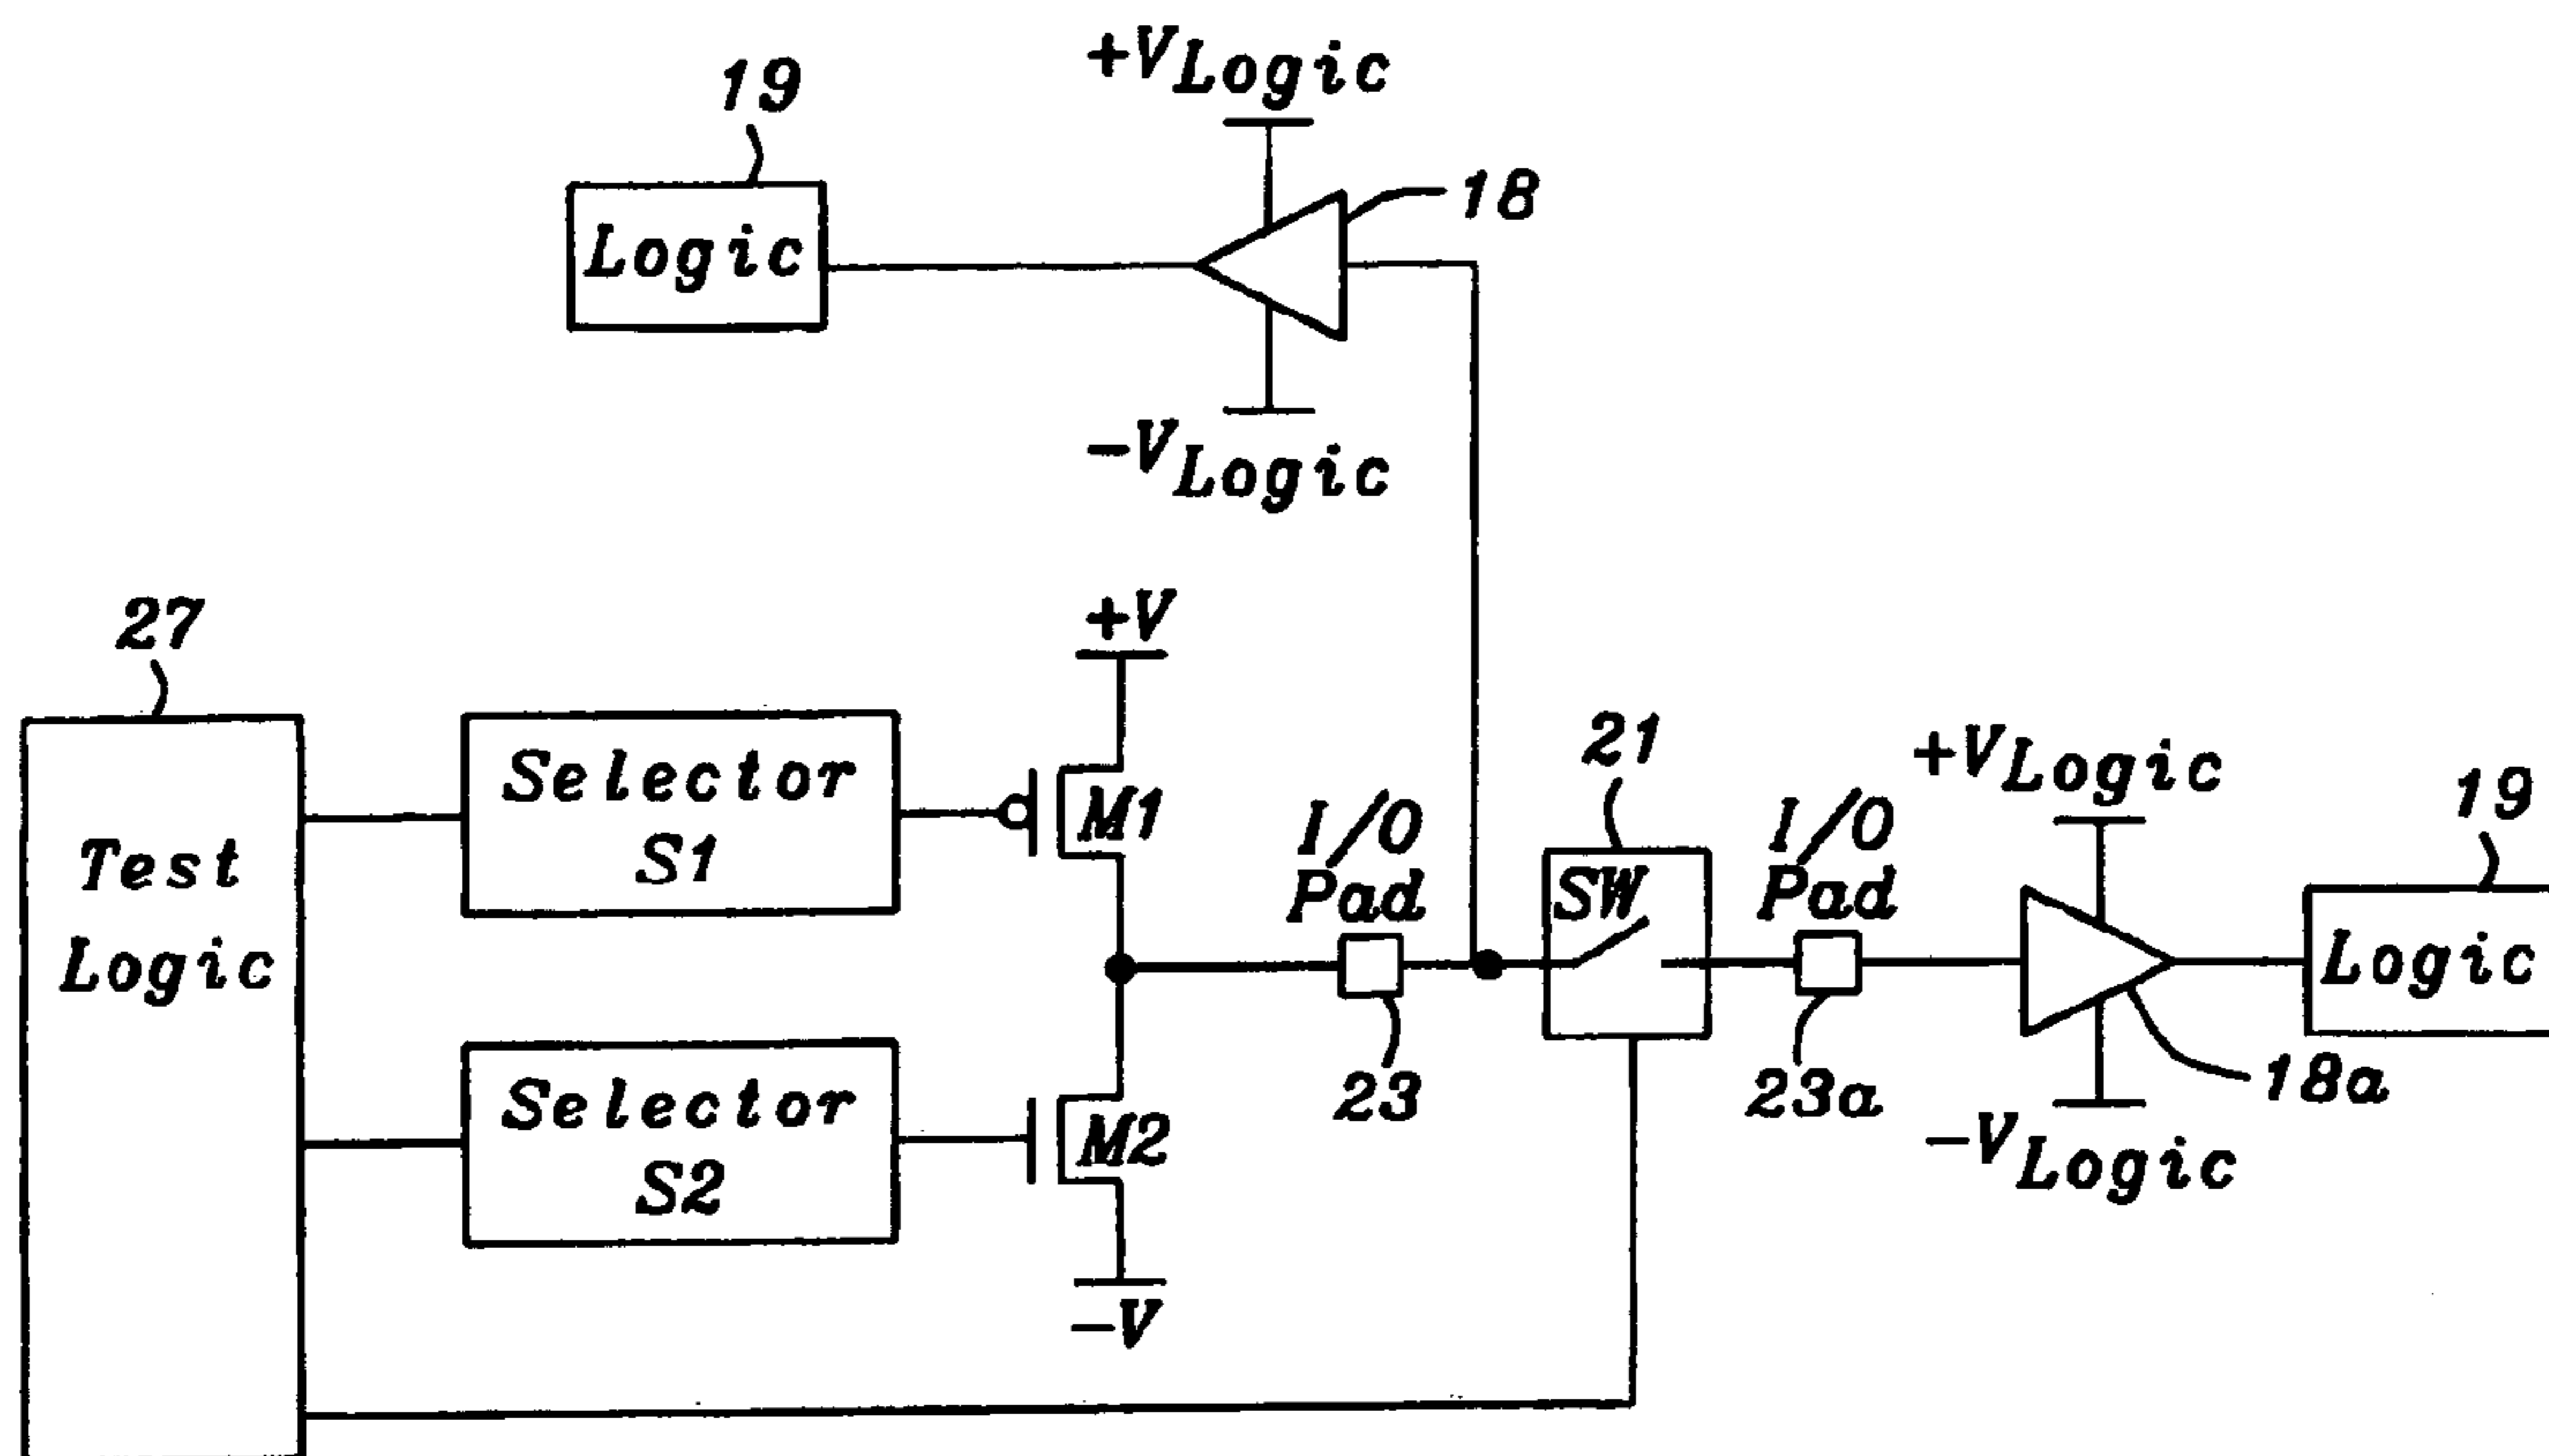 19
+VLogic
Logic
18
-VLogic
27
+V
Test
Logic
Selector
S1
M1
I/O
Pad
23
21
SW
I/O
Pad
23a
+VLogic
19
Logic
18a
-VLogic
Selector
S2
M2
-V